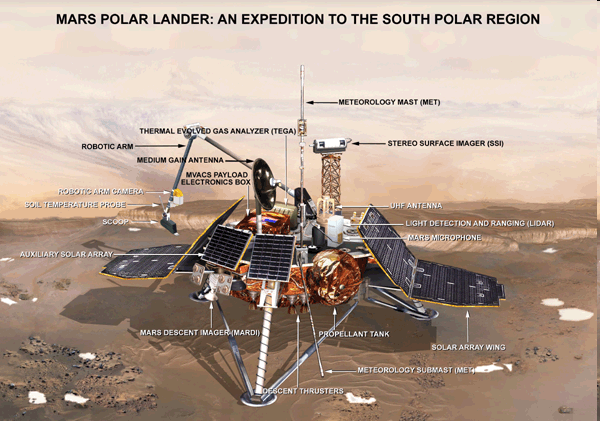 MARS POLAR LANDER: AN EXPEDITION TO THE SOUTH POLAR REGION
METEOROLOGY MAST (MET)
THERMAL EVOLVED GAS ANALYZER (TEGA)
ROBOTIC ARM
STEREO SURFACE IMAGER (SSI)
MEDIUM GAIN ANTENNA
MVACS PAYLOAD
ELECTRONICS BOX
ROBOTIC ARM CAMERA
SOIL TEMPERATURE PROBE
UHF ANTENNA
SCOOP
LIGHT DETECTION AND RANGING (LIDAR)
MARS MICROPHONE
AUXILIARY SOLAR ARRAY
MARS DESCENT IMAGER (MARDI)
PROPELLANT TANK
SOLAR ARRAY WING
METEOROLOGY SUBMAST (MET)
DESCENT THRUSTERS